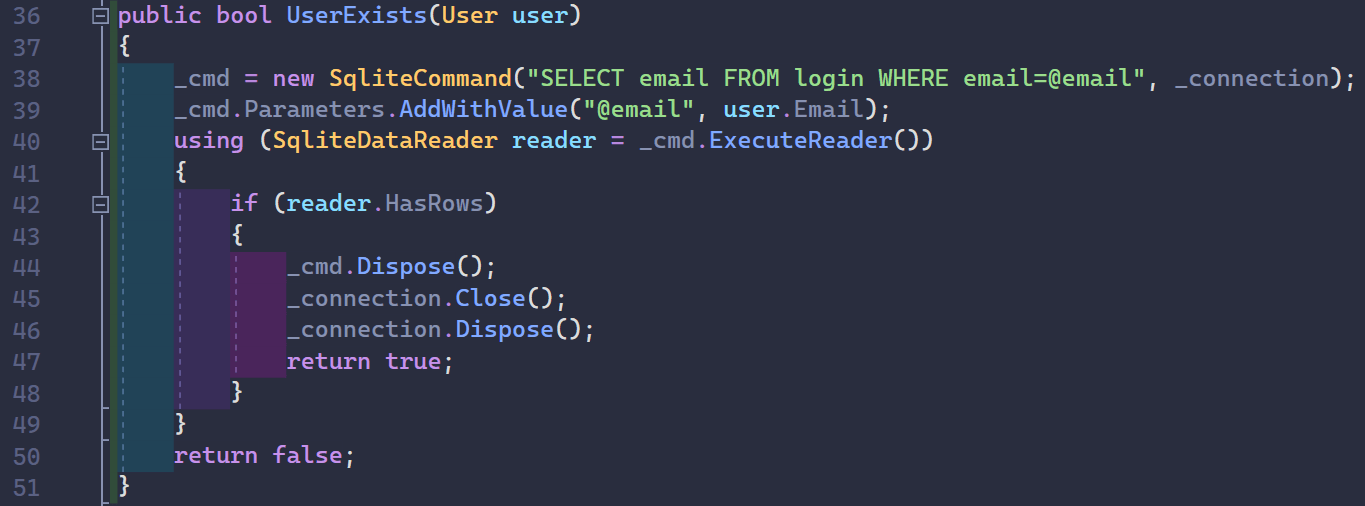 36 public bool UserExists(User user)
37 {
38 _cmd = new SqliteCommand("SELECT email FROM login WHERE email=@email", _connection);
39 _cmd.Parameters.AddWithValue("@email", user.Email);
40 using (SqliteDataReader reader = _cmd.ExecuteReader())
41 {
42 if (reader.HasRows)
43 {
44 _cmd.Dispose();
45 _connection.Close();
46 _connection.Dispose();
47 return true;
48 }
49 }
50 return false;
51 }